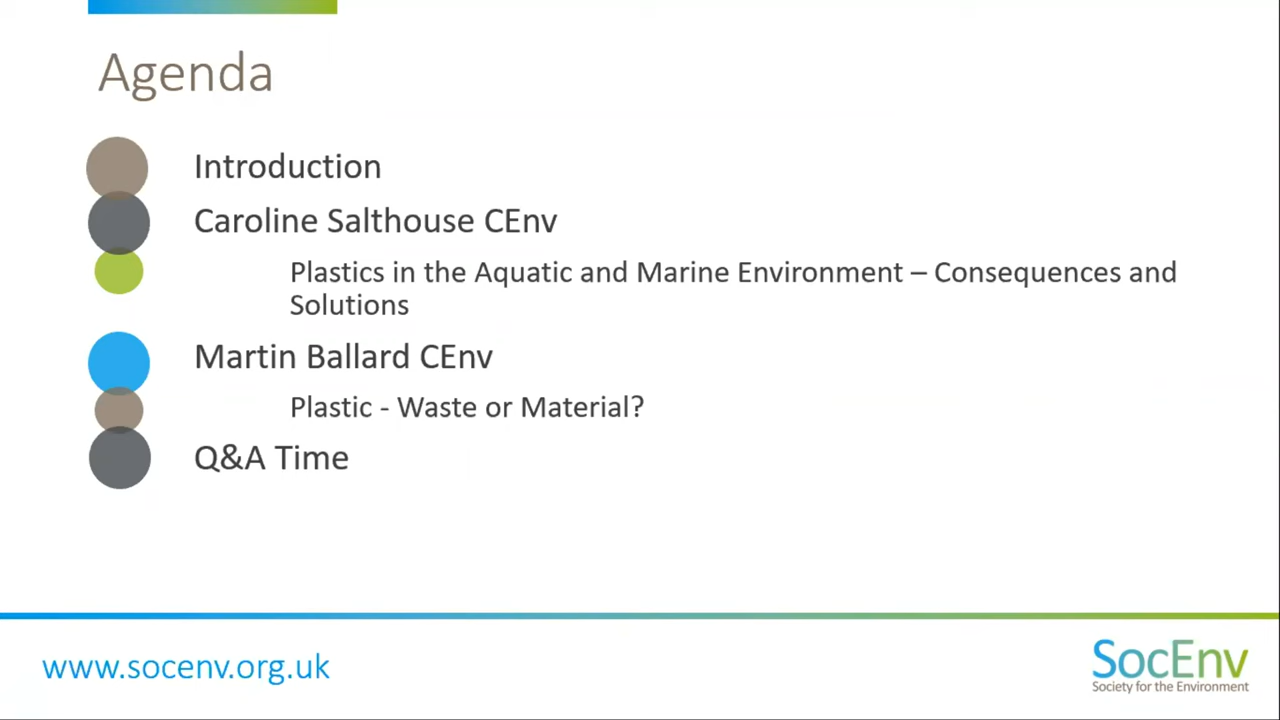 Agenda
Introduction
Caroline Salthouse CEnv
Plastics in the Aquatic and Marine Environment – Consequences and
Solutions
Martin Ballard CEnv
Plastic - Waste or Material?
Q&A Time
www.socenv.org.uk
SocEnv
Society for the Environment